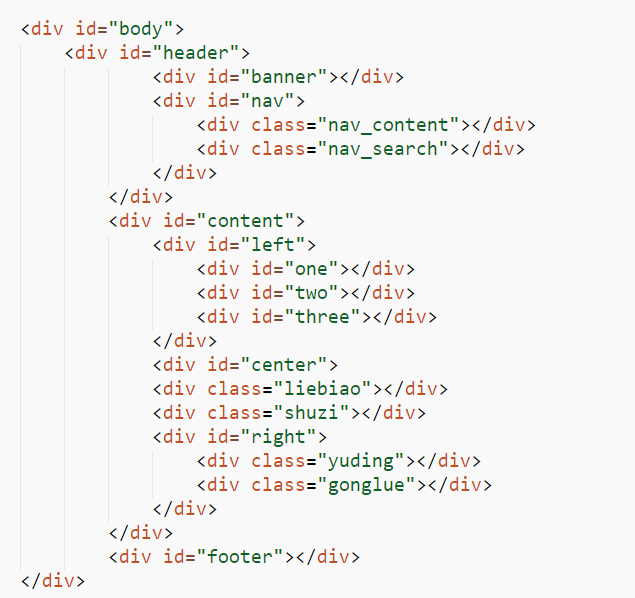 <div id="body">
    <div id="header">
            <div id="banner"></div>
            <div id="nav">
                <div class="nav_content"></div>
                <div class="nav_search"></div>
            </div>
        </div>
        <div id="content">
            <div id="left">
                <div id="one"></div>
                <div id="two"></div>
                <div id="three"></div>
            </div>
            <div id="center">
            <div class="liebiao"></div>
            <div class="shuzi"></div>
            <div id="right">
                <div class="yuding"></div>
                <div class="gonglue"></div>
            </div>
        </div>
        <div id="footer"></div>
</div>